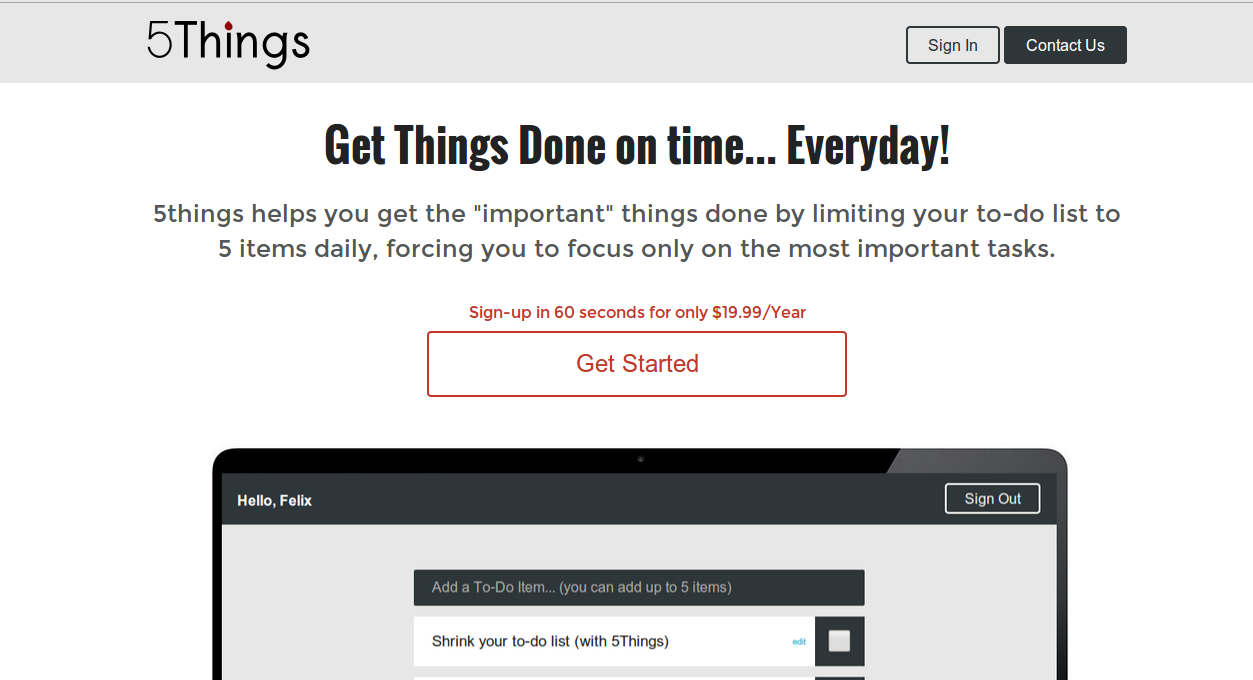 5Things
Sign In
Contact Us
Get Things Done on time... Everyday!
5things helps you get the "important" things done by limiting your to-do list to
5 items daily, forcing you to focus only on the most important tasks.
Sign-up in 60 seconds for only $19.99/Year
Get Started
Hello, Felix
Sign Out
Add a To-Do Item... (you can add up to 5 items)
Shrink your to-do list (with 5Things)
edit